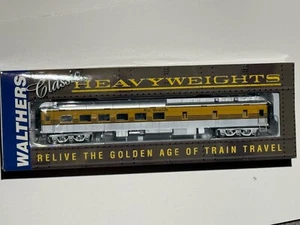 WALTHERS
Classic
HEAVYWEIGHTS
RELIVE THE GOLDEN AGE OF TRAIN TRAVEL